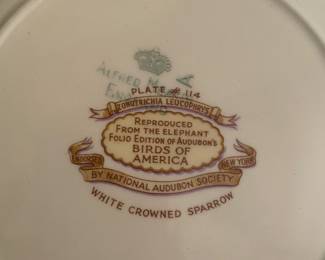 ALFRED
ENG
PLATE # 114
ZONOTRICHIA LEUCOPHRYS
REPRODUCED
FROM THE ELEPHANT
FOLIO EDITION OF AUDUBON'S
BIRDS OF
AMERICA
ENDORSED NEW YORK
BY NATIONAL AUDUBON SOCIETY
WHITE CROWNED SPARROW